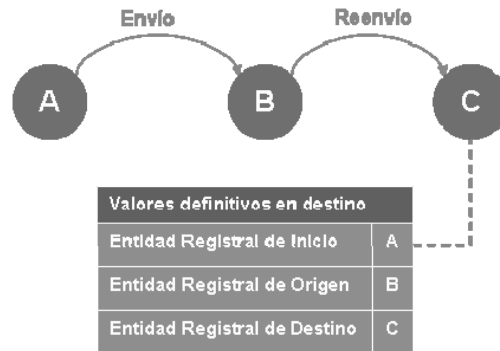 Envío
Reenvío
A
B
C
Valores definitivos en destino
Entidad Registral de Inicio A
Entidad Registral de Origen B
Entidad Registral de Destino C